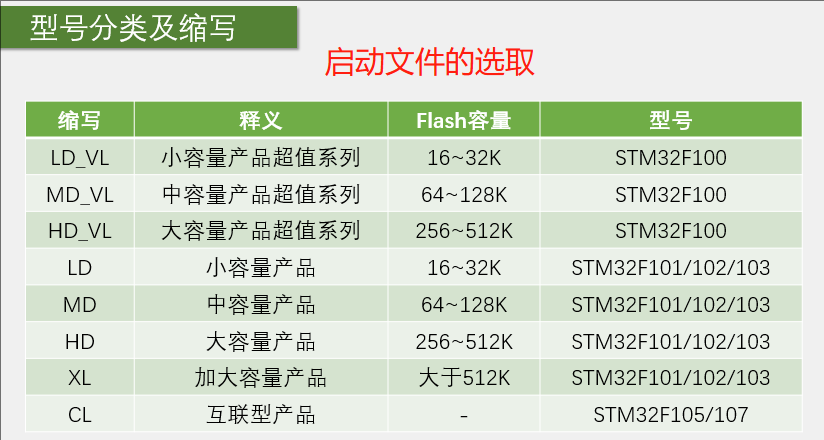 型号分类及缩写
启动文件的选取
缩写 释义 Flash容量 型号
LD_VL 小容量产品超值系列 16~32K STM32F100
MD_VL 中容量产品超值系列 64~128K STM32F100
HD_VL 大容量产品超值系列 256~512K STM32F100
LD 小容量产品 16~32K STM32F101/102/103
MD 中容量产品 64~128K STM32F101/102/103
HD 大容量产品 256~512K STM32F101/102/103
XL 加大容量产品 大于512K STM32F101/102/103
CL 互联型产品 - STM32F105/107